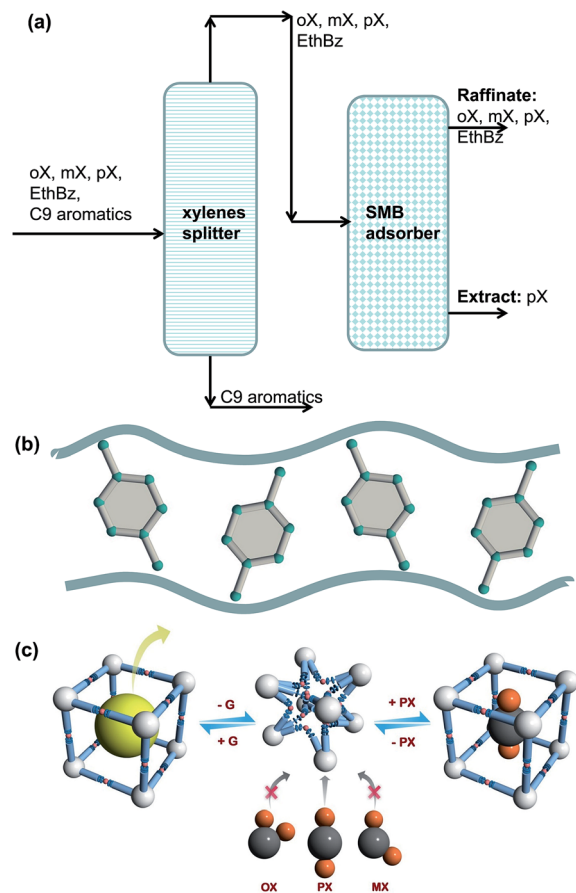 (a)
oX, mX, pX,
EthBz
Raffinate:
oX, mX, pX,
EthBz
oX, mX, pX,
EthBz,
C9 aromatics
xylenes
splitter
SMB
adsorber
Extract: pX
C9 aromatics
(b)
(c)
- G
+ G
+ PX
- PX
OX
PX
MX